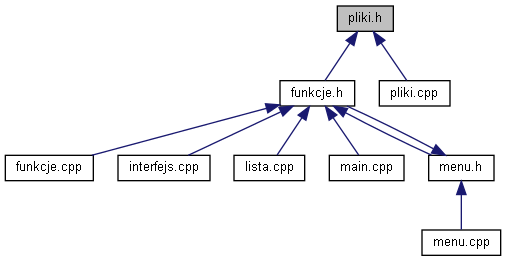 pliki.h
funkcje.h
pliki.cpp
funkcje.cpp
interfejs.cpp
lista.cpp
main.cpp
menu.h
menu.cpp